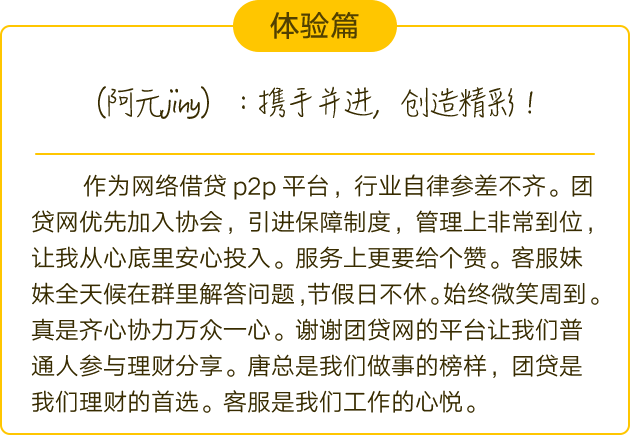 体验篇
(阿元jiny)：携手并进, 创造精彩！
作为网络借贷 p2p 平台，行业自律参差不齐。团
贷网优先加入协会，引进保障制度，管理上非常到位，
让我从心底里安心投入。服务上更要给个赞。客服妹
妹全天候在群里解答问题,节假日不休。始终微笑周到。
真是齐心协力万众一心。谢谢团贷网的平台让我们普
通人参与理财分享。唐总是我们做事的榜样，团贷是
我们理财的首选。客服是我们工作的心悦。